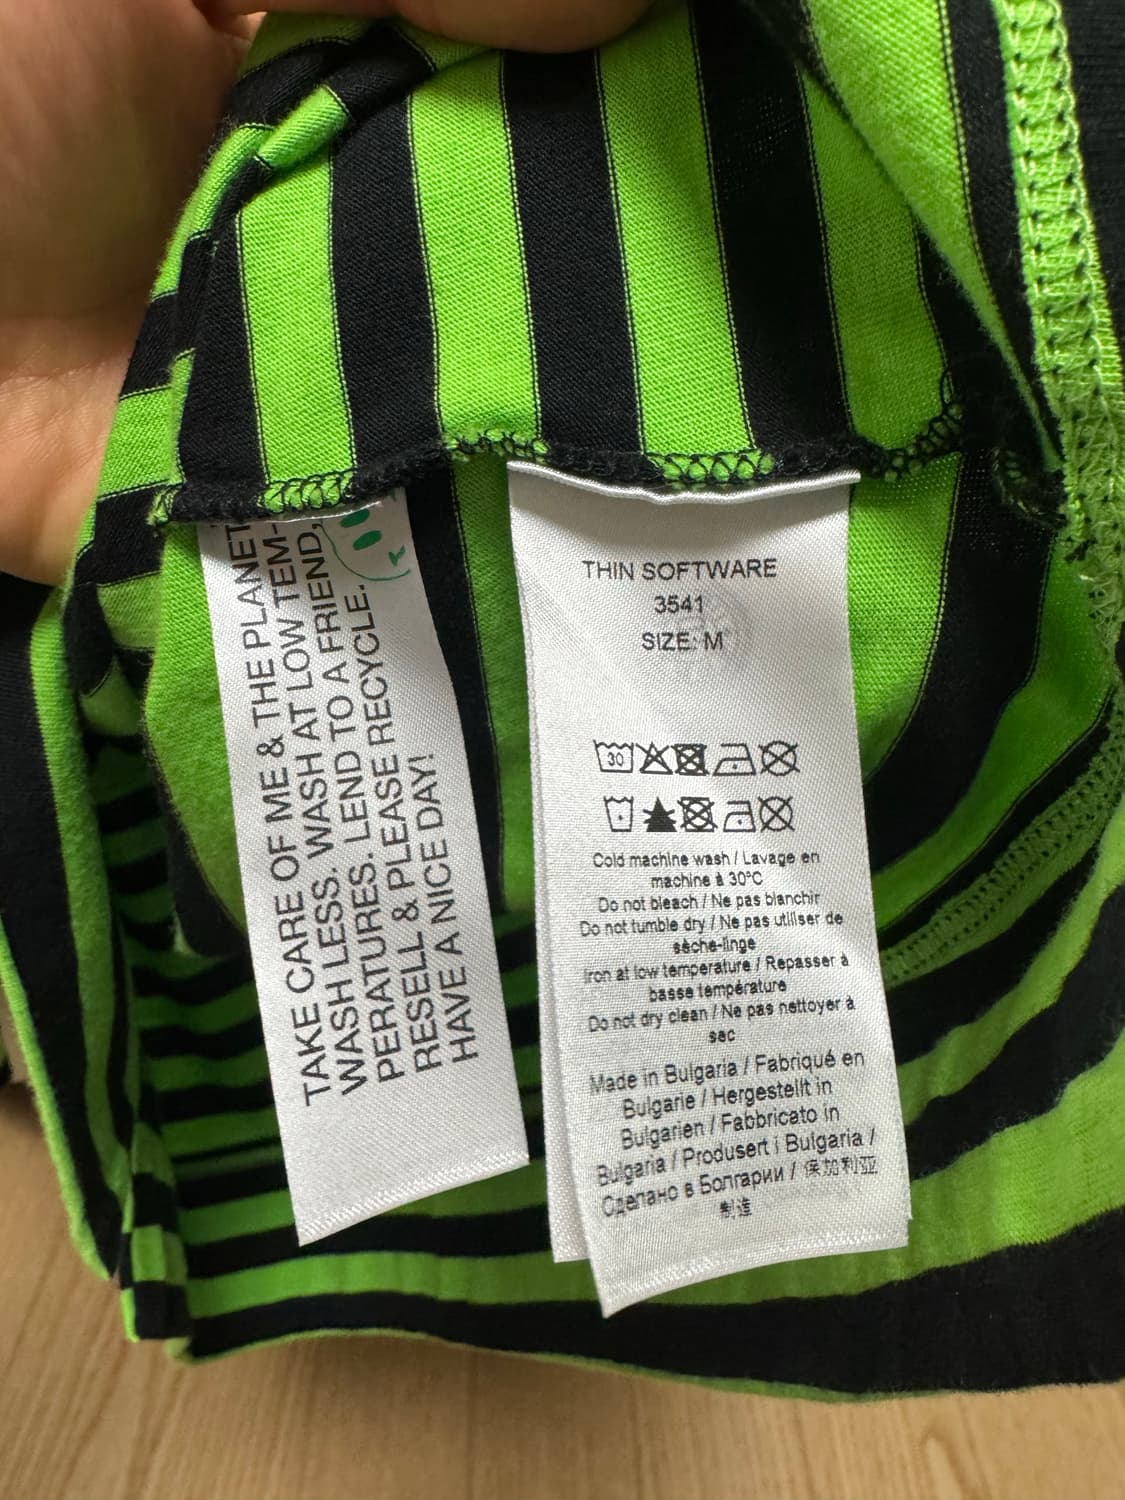 TAKE CARE OF ME & THE PLANET
WASH LESS. WASH AT LOW TEM-
PERATURES. LEND TO A FRIEND,
RESELL & PLEASE RECYCLE.
HAVE A NICE DAY!
THIN SOFTWARE
3541
SIZE: M
30
Cold machine wash / Lavage en
machine à 30°C
Do not bleach / Ne pas blanchir
Do not tumble dry / Ne pas utiliser de
sèche-linge
Iron at low temperature / Repasser à
basse température
Do not dry clean / Ne pas nettoyer à
sec
Made in Bulgaria / Fabriqué en
Bulgarie / Hergestellt in
Bulgarien / Fabbricato in
Bulgaria / Produsert i Bulgaria /
Сделано в Болгарии / 保加利亚
制造